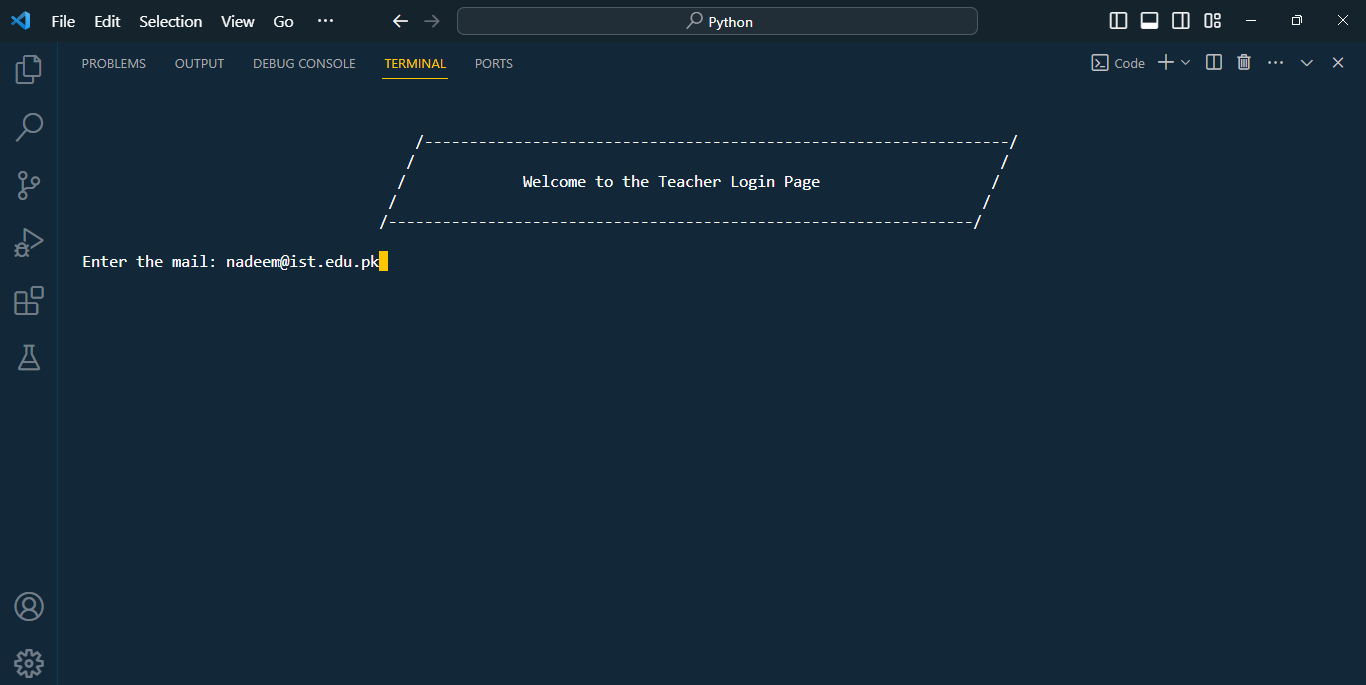 File Edit Selection View Go ··· Python
PROBLEMS OUTPUT DEBUG CONSOLE TERMINAL PORTS Code
/-----------------------------------------------------------------/
/ /
/ Welcome to the Teacher Login Page /
/ /
/-----------------------------------------------------------------/
Enter the mail: nadeem@ist.edu.pk